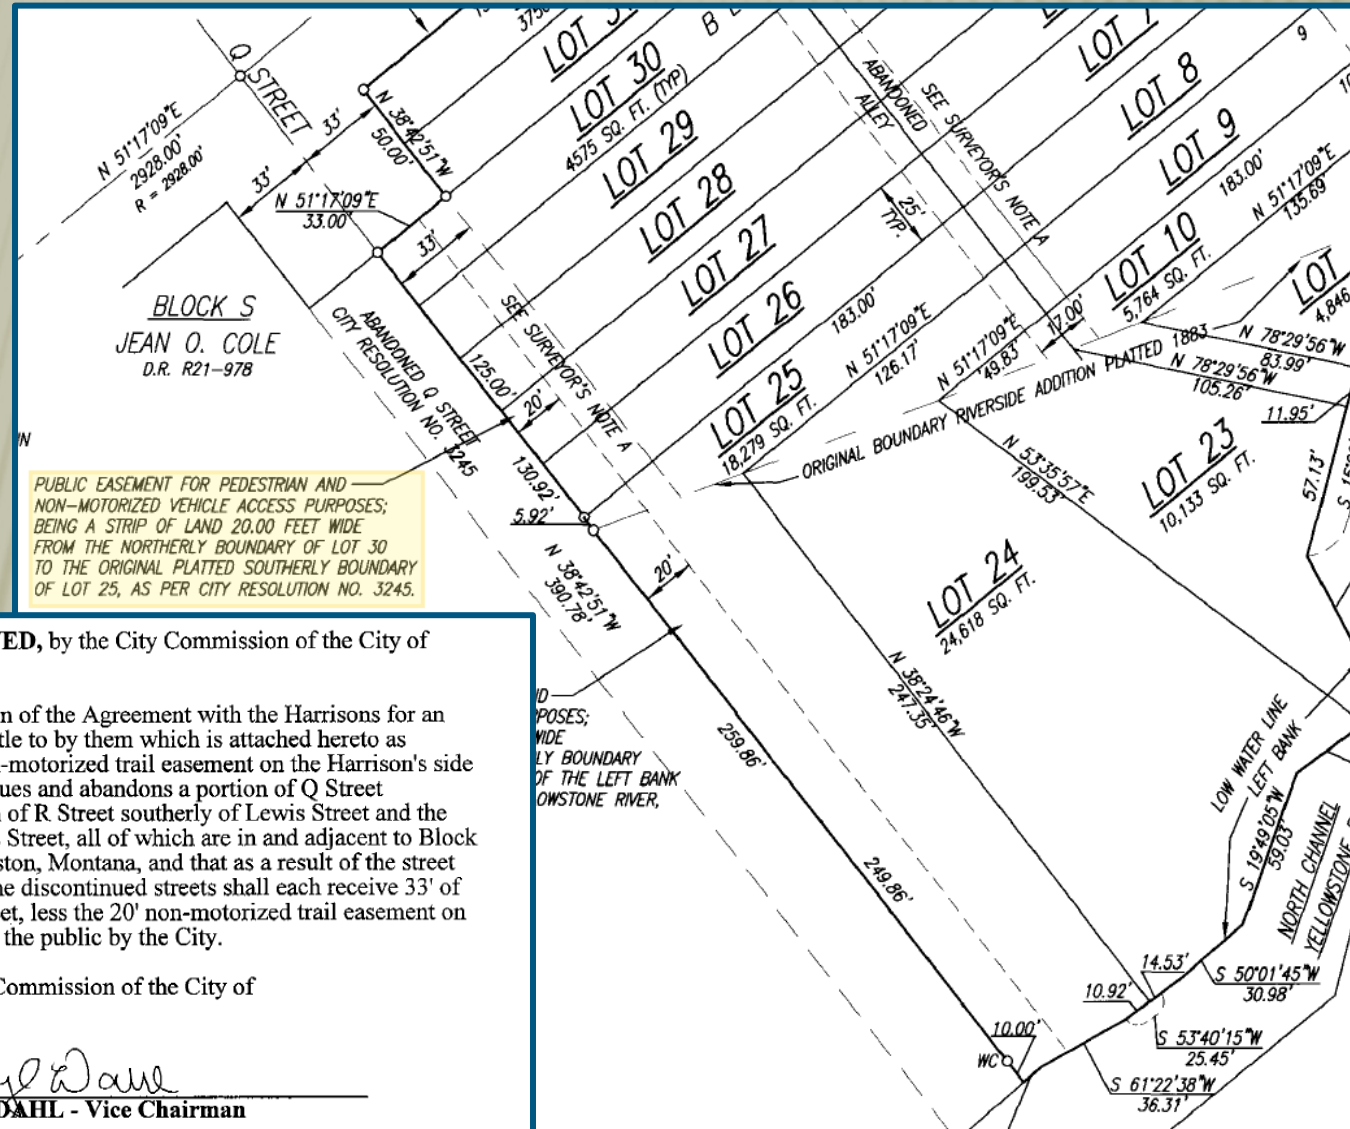 Q STREET
N 51°17'09"E
2928.00'
R = 2928.00'
33'
33'
N 38°42'51"W
50.00'
N 51°17'09"E
33.00'
33'
BLOCK S
JEAN O. COLE
D.R. R21-978
ABANDONED Q STREET
CITY RESOLUTION NO. 3245
SEE SURVEYOR'S NOTE A
125.00'
20'
130.92'
5.92'
LOT 30
4575 SQ. FT. (TYP)
LOT 29
LOT 28
LOT 27
LOT 26
LOT 25
18,279 SQ. FT.
183.00'
N 51°17'09"E
126.17'
ABANDONED
ALLEY
SEE SURVEYOR'S NOTE A
25'
TYP.
LOT 8
LOT 9
9
183.00'
N 51°17'09"E
135.69'
LOT 10
5,764 SQ. FT.
N 51°17'09"E
49.83'
17.00'
ORIGINAL BOUNDARY RIVERSIDE ADDITION PLATTED 1883
LOT
4,846
N 78°29'56"W
83.99'
N 78°29'56"W
105.26'
11.95'
57.13'
N 53°35'57"E
199.53'
LOT 23
10,133 SQ. FT.
LOT 24
24,618 SQ. FT.
N 38°24'46"W
247.35'
N 38°42'51"W
390.78'
20'
259.86'
249.86'
LOW WATER LINE
LEFT BANK
S 19°49'05"W
59.03'
NORTH CHANNEL
YELLOWSTONE
S 50°01'45"W
30.98'
14.53'
10.92'
S 53°40'15"W
25.45'
S 61°22'38"W
36.31'
10.00'
WC
PUBLIC EASEMENT FOR PEDESTRIAN AND
NON-MOTORIZED VEHICLE ACCESS PURPOSES;
BEING A STRIP OF LAND 20.00 FEET WIDE
FROM THE NORTHERLY BOUNDARY OF LOT 30
TO THE ORIGINAL PLATTED SOUTHERLY BOUNDARY
OF LOT 25, AS PER CITY RESOLUTION NO. 3245.
POSES;
WIDE
LY BOUNDARY
OF THE LEFT BANK
OWSTONE RIVER,
ED, by the City Commission of the City of
n of the Agreement with the Harrisons for an
tle to by them which is attached hereto as
-motorized trail easement on the Harrison's side
ues and abandons a portion of Q Street
of R Street southerly of Lewis Street and the
Street, all of which are in and adjacent to Block
ston, Montana, and that as a result of the street
ne discontinued streets shall each receive 33' of
et, less the 20' non-motorized trail easement on
the public by the City.
Commission of the City of
DAHL - Vice Chairman